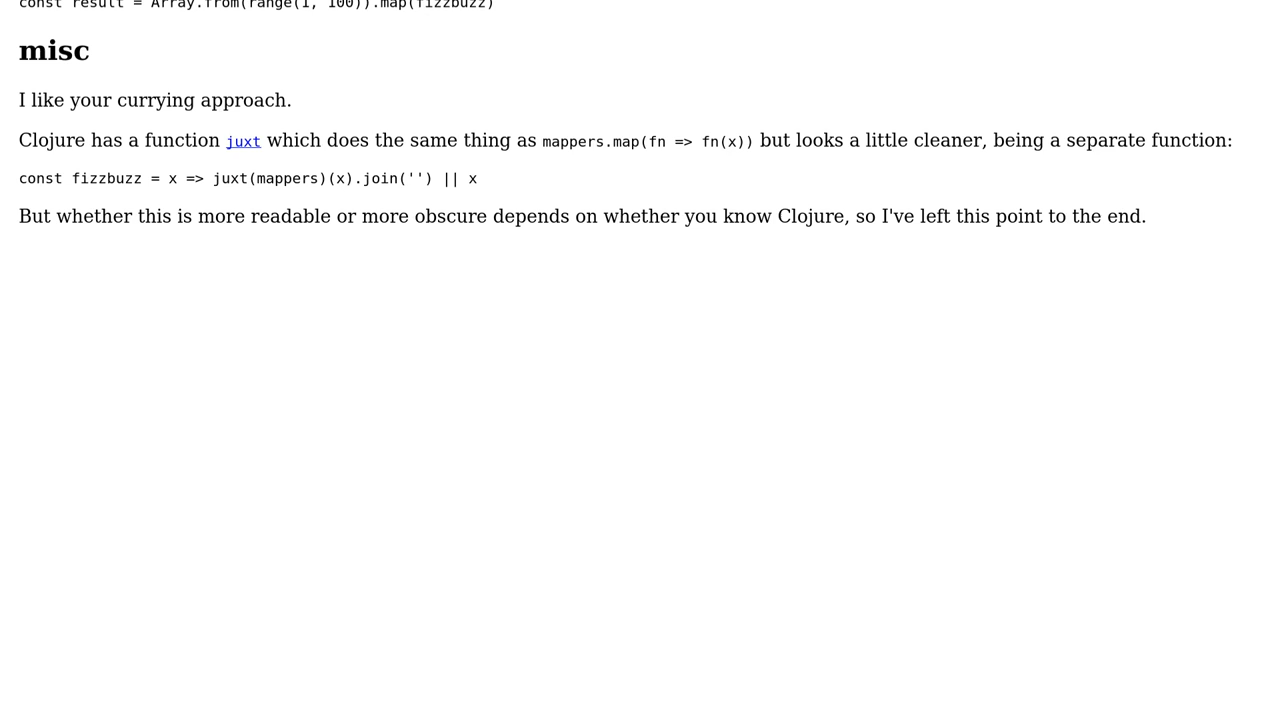 const result = Array.from(range(1, 100)).map(fizzbuzz)
misc
I like your currying approach.
Clojure has a function juxt which does the same thing as mappers.map(fn => fn(x)) but looks a little cleaner, being a separate function:
const fizzbuzz = x => juxt(mappers)(x).join('') || x
But whether this is more readable or more obscure depends on whether you know Clojure, so I've left this point to the end.